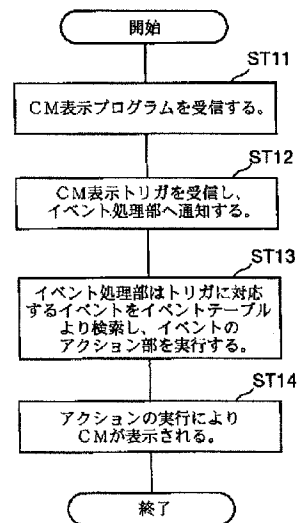 開始
ST11
CM表示プログラムを受信する。
ST12
CM表示トリガを受信し、
イベント処理部へ通知する。
ST13
イベント処理部はトリガに対応
するイベントをイベントテーブル
より検索し、イベントの
アクション部を実行する。
ST14
アクションの実行により
CMが表示される。
終了